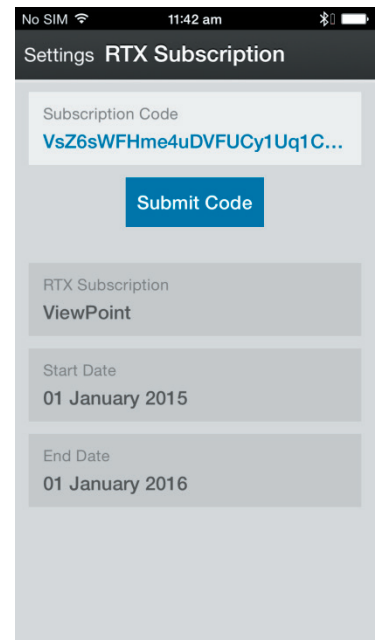 No SIM 11:42 am
Settings RTX Subscription
Subscription Code
VsZ6sWFHme4uDVFUCy1Uq1C...
Submit Code
RTX Subscription
ViewPoint
Start Date
01 January 2015
End Date
01 January 2016